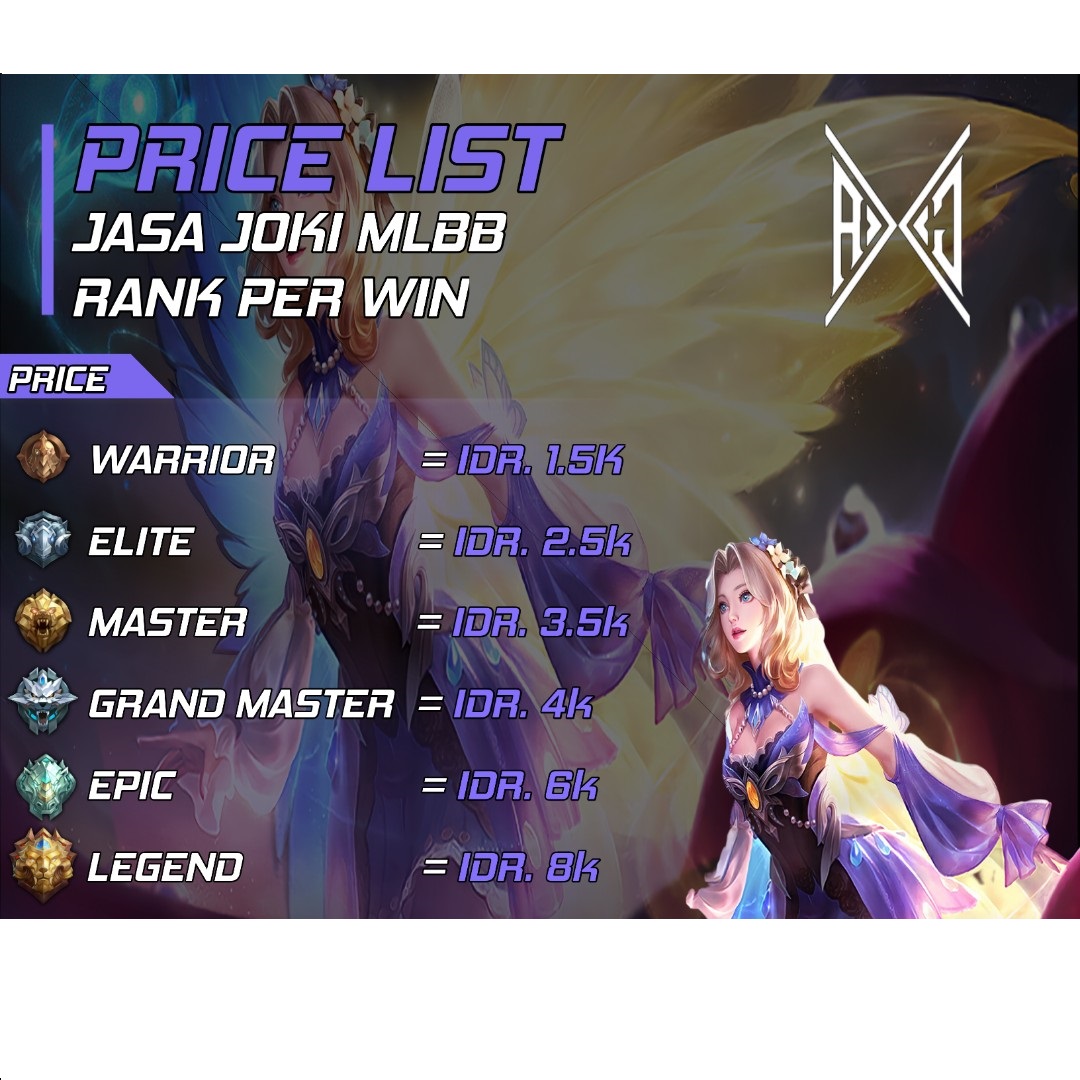 PRICE LIST
JASA JOKI MLBB
RANK PER WIN
PRICE
WARRIOR = IDR. 1.5K
ELITE = IDR. 2.5k
MASTER = IDR. 3.5k
GRAND MASTER = IDR. 4k
EPIC = IDR. 6k
LEGEND = IDR. 8k